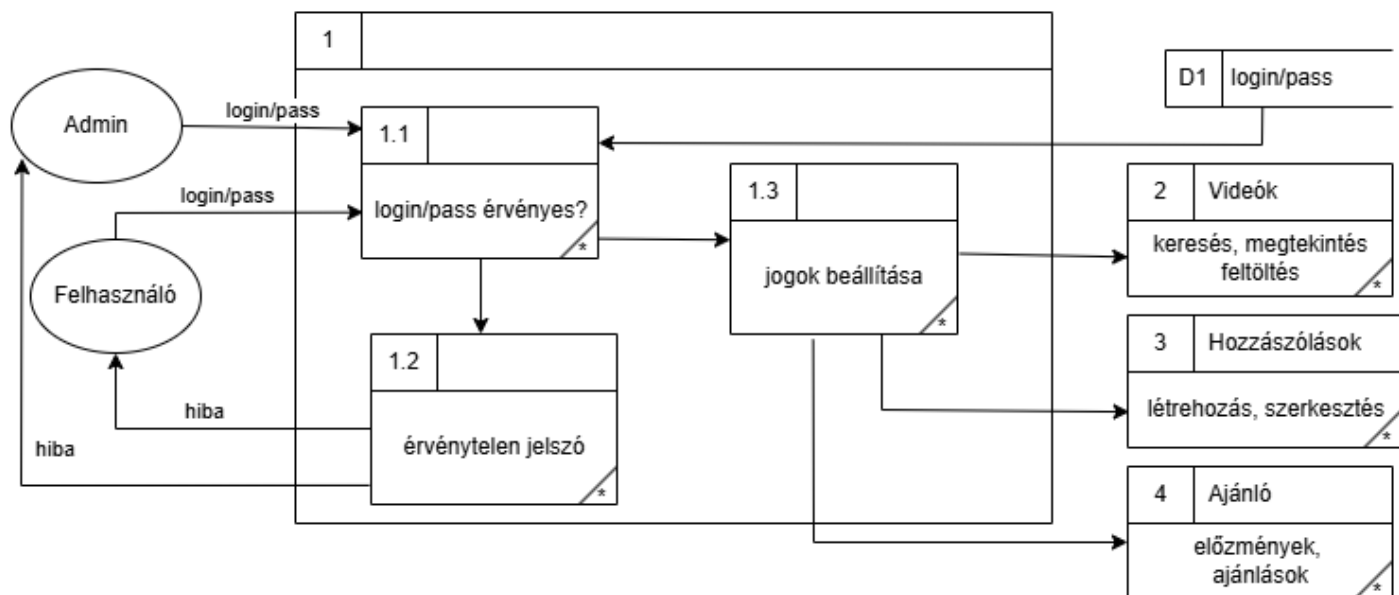 1
D1 login/pass
Admin
login/pass
1.1
login/pass érvényes?
*
1.3
jogok beállítása
*
2 Videók
keresés, megtekintés
feltöltés
*
login/pass
Felhasználó
3 Hozzászólások
létrehozás, szerkesztés
*
1.2
érvénytelen jelszó
*
hiba
hiba
4 Ajánló
előzmények,
ajánlások
*